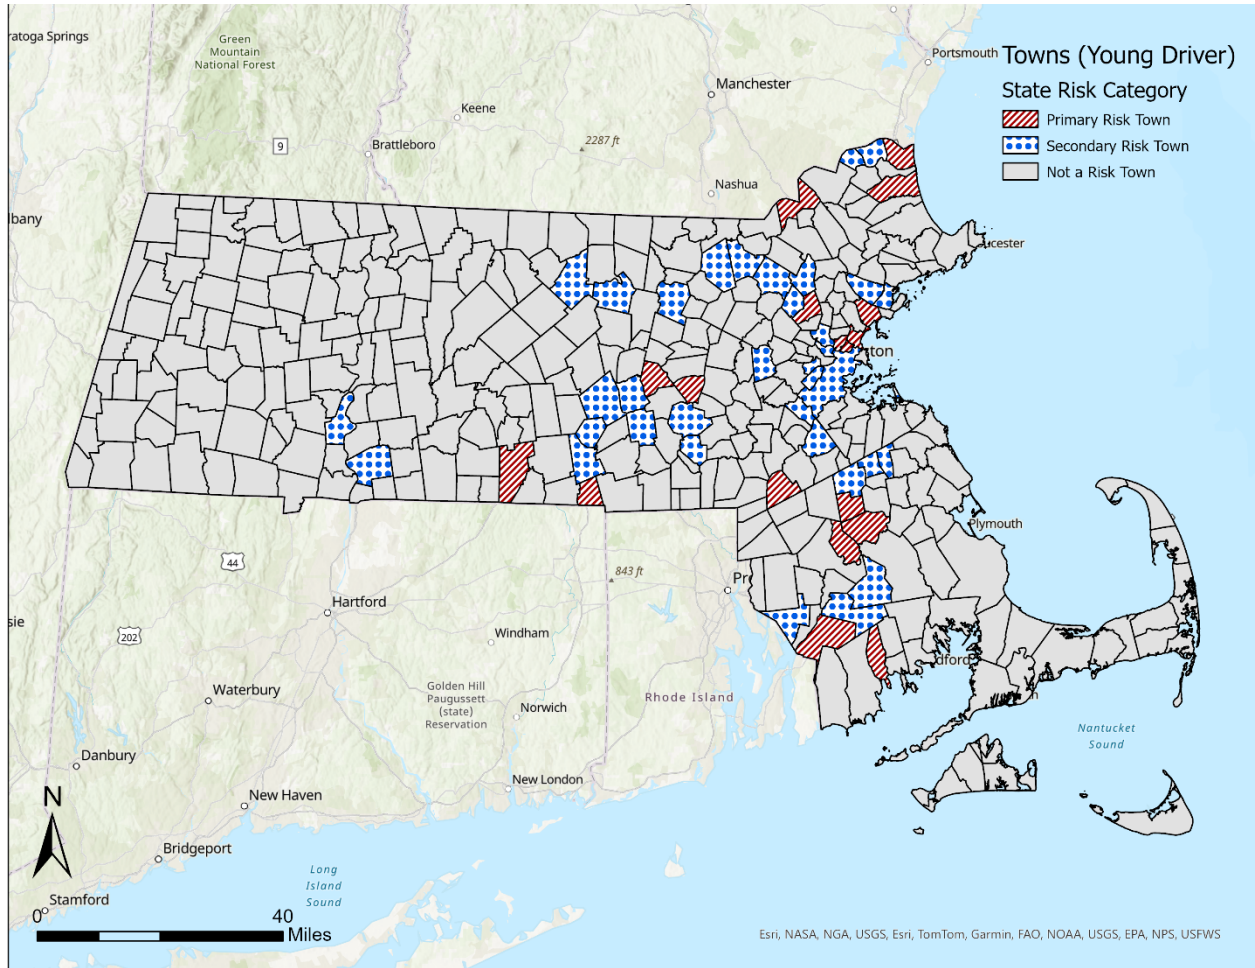 Towns (Young Driver)
State Risk Category
Primary Risk Town
Secondary Risk Town
Not a Risk Town
ratoga Springs
Green
Mountain
National Forest
Portsmouth
Manchester
Keene
9
2287 ft
Brattleboro
Nashua
lbany
ucester
ston
Plymouth
44
843 ft
Pr
Hartford
sie
202
Windham
dford
Waterbury
Golden Hill
Paugussett
(state)
Reservation
Rhode Island
Norwich
Nantucket
Sound
Danbury
New London
N
New Haven
Bridgeport
Long
Island
Sound
Stamford
0
40
Miles
Esri, NASA, NGA, USGS, Esri, TomTom, Garmin, FAO, NOAA, USGS, EPA, NPS, USFWS